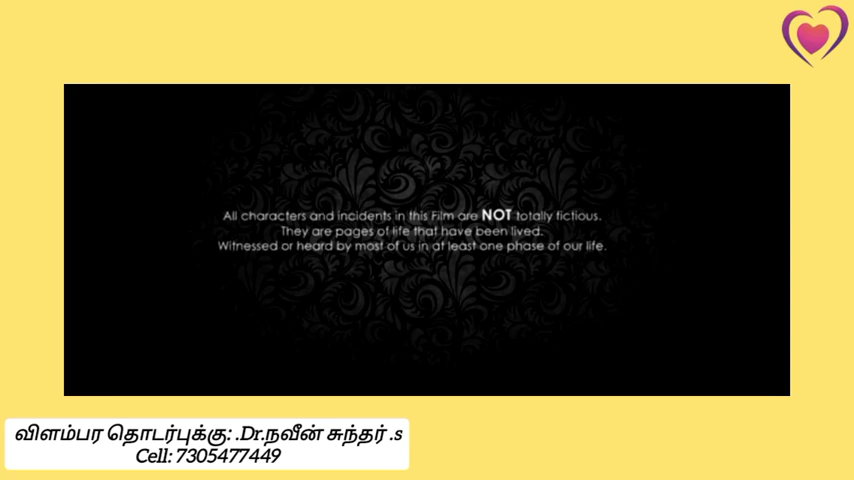 All characters and incidents in this Film are NOT totally fictious.
They are pages of life that have been lived.
Witnessed or heard by most of us in at least one phase of our life.
விளம்பர தொடர்புக்கு: .Dr.நவீன் சுந்தர் .s
Cell: 7305477449